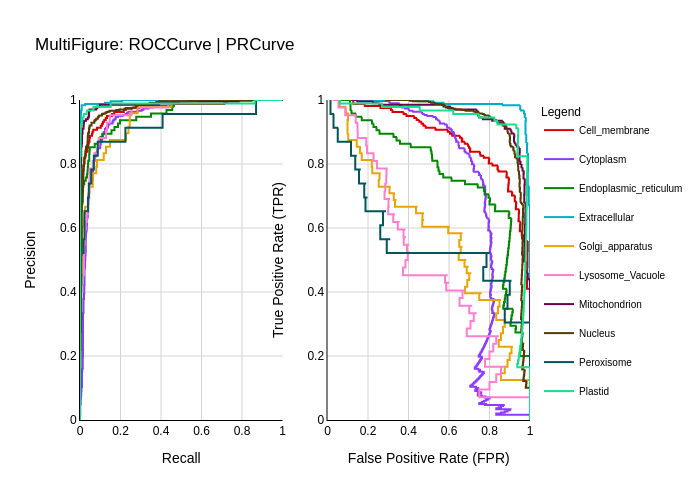 MultiFigure: ROCCurve | PRCurve
Precision
1
0.8
0.6
0.4
0.2
0
0 0.2 0.4 0.6 0.8 1
Recall
True Positive Rate (TPR)
1
0.8
0.6
0.4
0.2
0
0 0.2 0.4 0.6 0.8 1
False Positive Rate (FPR)
Legend
Cell_membrane
Cytoplasm
Endoplasmic_reticulum
Extracellular
Golgi_apparatus
Lysosome_Vacuole
Mitochondrion
Nucleus
Peroxisome
Plastid